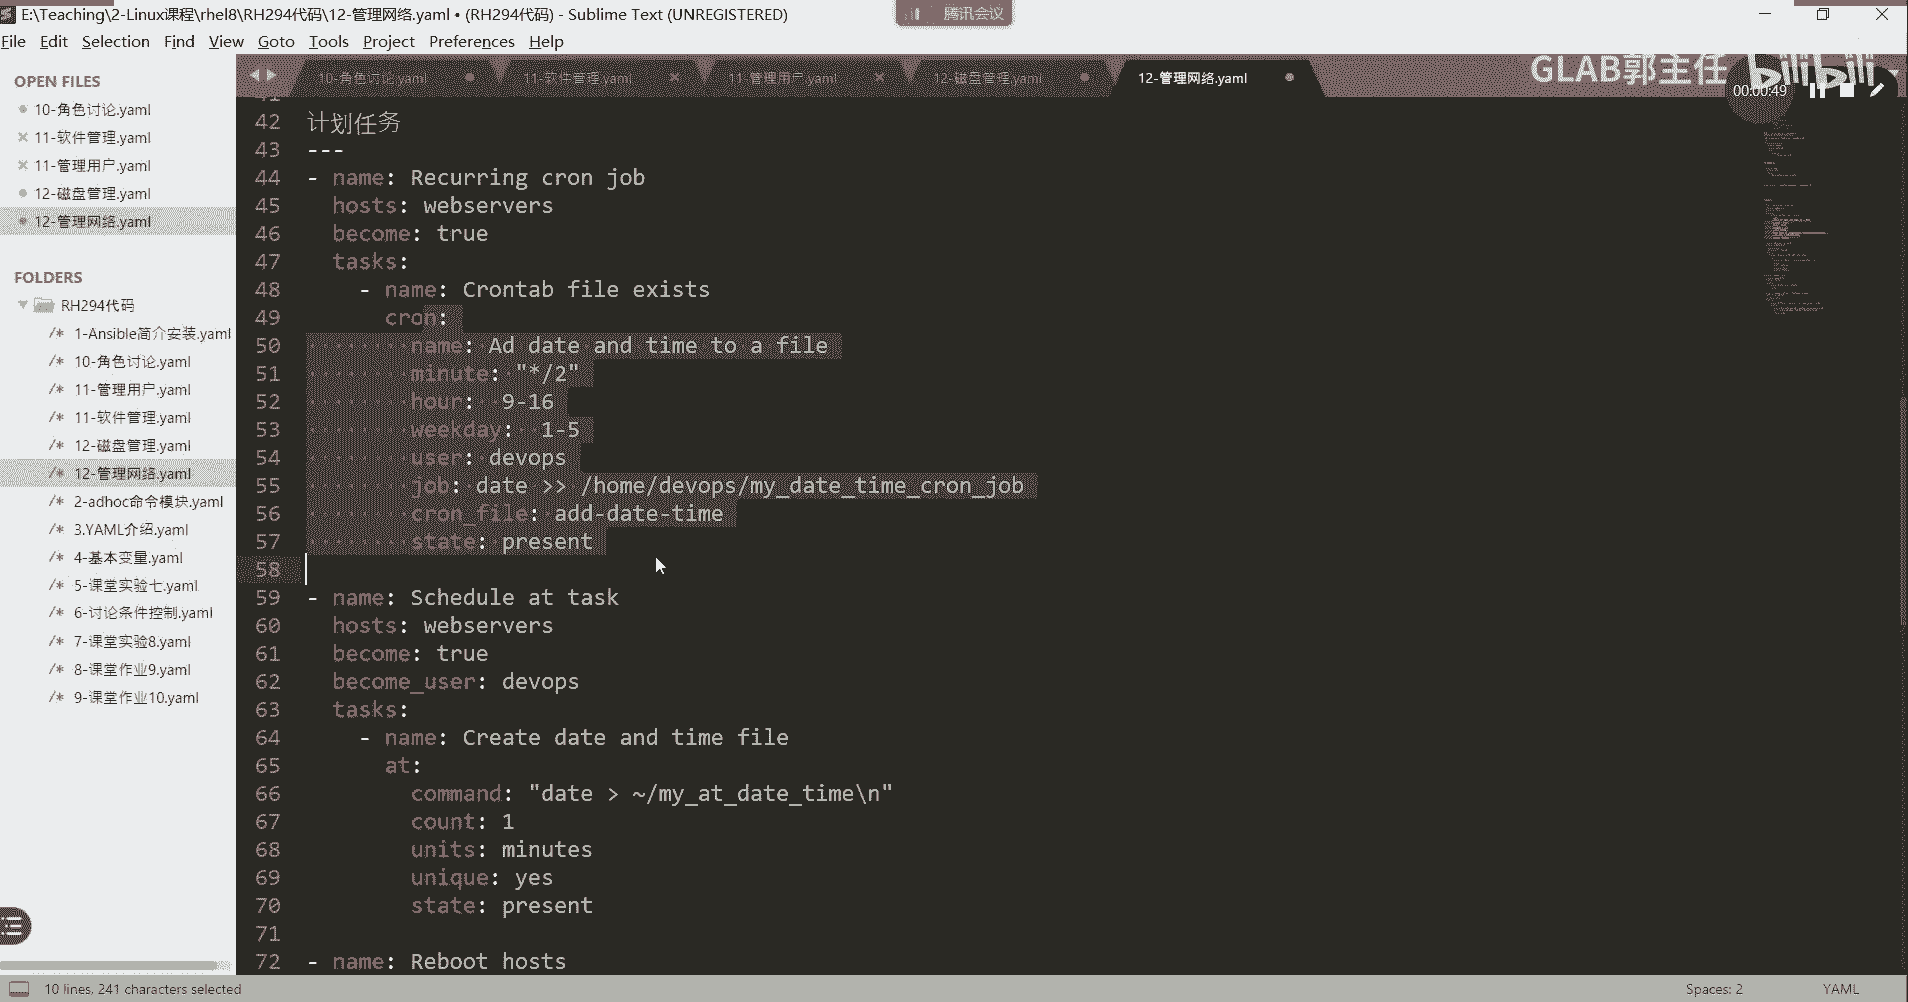 E:\Teaching\2-Linux课程\rhel8\RH294代码\12-管理网络.yaml • (RH294代码) - Sublime Text (UNREGISTERED)
腾讯会议
File Edit Selection Find View Goto Tools Project Preferences Help
GLAB郭主任 bilibili
00:00:49
OPEN FILES
10-角色讨论.yaml
11-软件管理.yaml
11-管理用户.yaml
12-磁盘管理.yaml
12-管理网络.yaml
FOLDERS
RH294代码
/* 1-Ansible简介安装.yaml
/* 10-角色讨论.yaml
/* 11-管理用户.yaml
/* 11-软件管理.yaml
/* 12-磁盘管理.yaml
/* 12-管理网络.yaml
/* 2-adhoc命令模块.yaml
/* 3.YAML介绍.yaml
/* 4-基本变量.yaml
/* 5-课堂实验七.yaml
/* 6-讨论条件控制.yaml
/* 7-课堂实验8.yaml
/* 8-课堂作业9.yaml
/* 9-课堂作业10.yaml
10-角色讨论.yaml 11-软件管理.yaml 11-管理用户.yaml 12-磁盘管理.yaml 12-管理网络.yaml
41
42 计划任务
43 ---
44 - name: Recurring cron job
45 hosts: webservers
46 become: true
47 tasks:
48 - name: Crontab file exists
49 cron:
50 name: Ad date and time to a file
51 minute: "*/2"
52 hour: 9-16
53 weekday: 1-5
54 user: devops
55 job: date >> /home/devops/my_date_time_cron_job
56 cron_file: add-date-time
57 state: present
58
59 - name: Schedule at task
60 hosts: webservers
61 become: true
62 become_user: devops
63 tasks:
64 - name: Create date and time file
65 at:
66 command: "date > ~/my_at_date_time\n"
67 count: 1
68 units: minutes
69 unique: yes
70 state: present
71
72 - name: Reboot hosts
10 lines, 241 characters selected
Spaces: 2 YAML